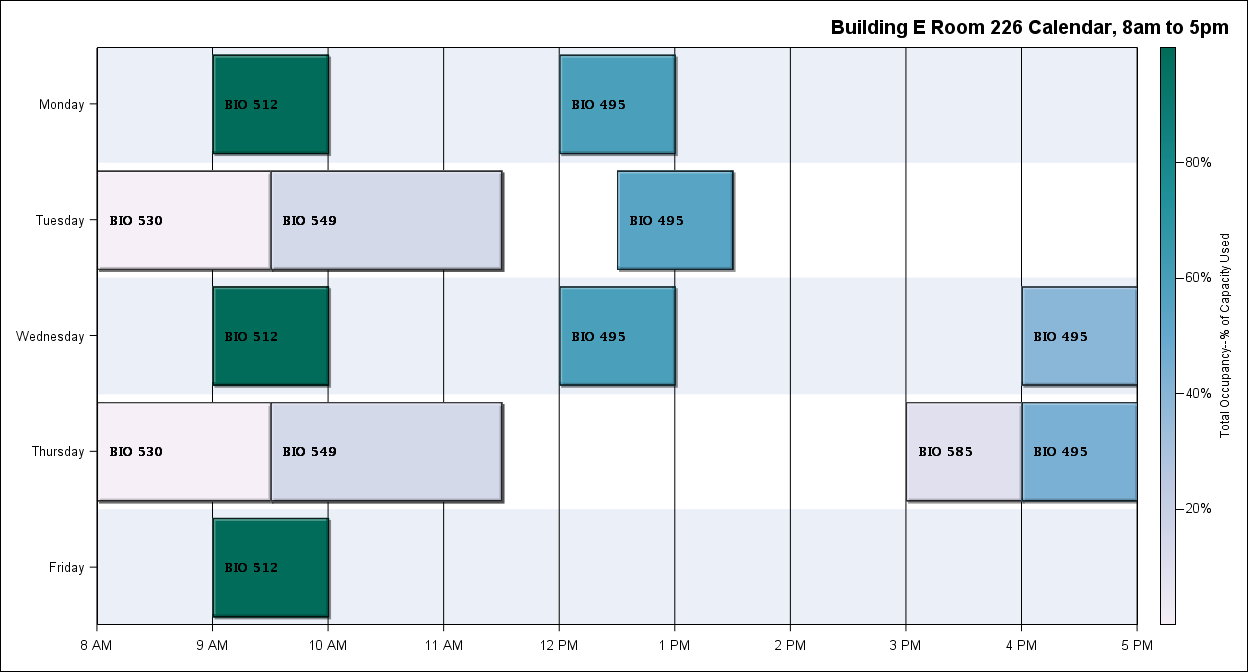 Building E Room 226 Calendar, 8am to 5pm
Monday
BIO 512
BIO 495
Tuesday
BIO 530
BIO 549
BIO 495
Wednesday
BIO 512
BIO 495
BIO 495
Thursday
BIO 530
BIO 549
BIO 585
BIO 495
Friday
BIO 512
8 AM
9 AM
10 AM
11 AM
12 PM
1 PM
2 PM
3 PM
4 PM
5 PM
80%
60%
40%
20%
Total Occupancy--% of Capacity Used